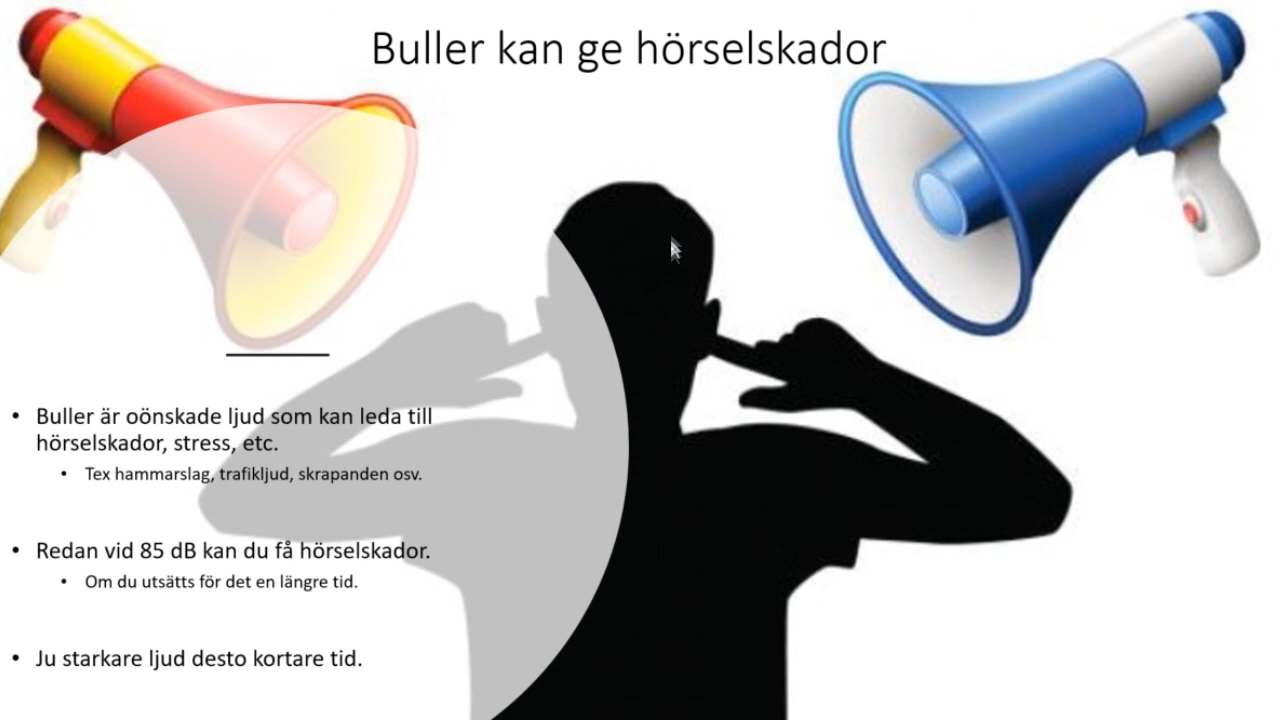 Buller kan ge hörselskador
• Buller är oönskade ljud som kan leda till
hörselskador, stress, etc.
• Tex hammarslag, trafikljud, skrapanden osv.
• Redan vid 85 dB kan du få hörselskador.
• Om du utsätts för det en längre tid.
• Ju starkare ljud desto kortare tid.